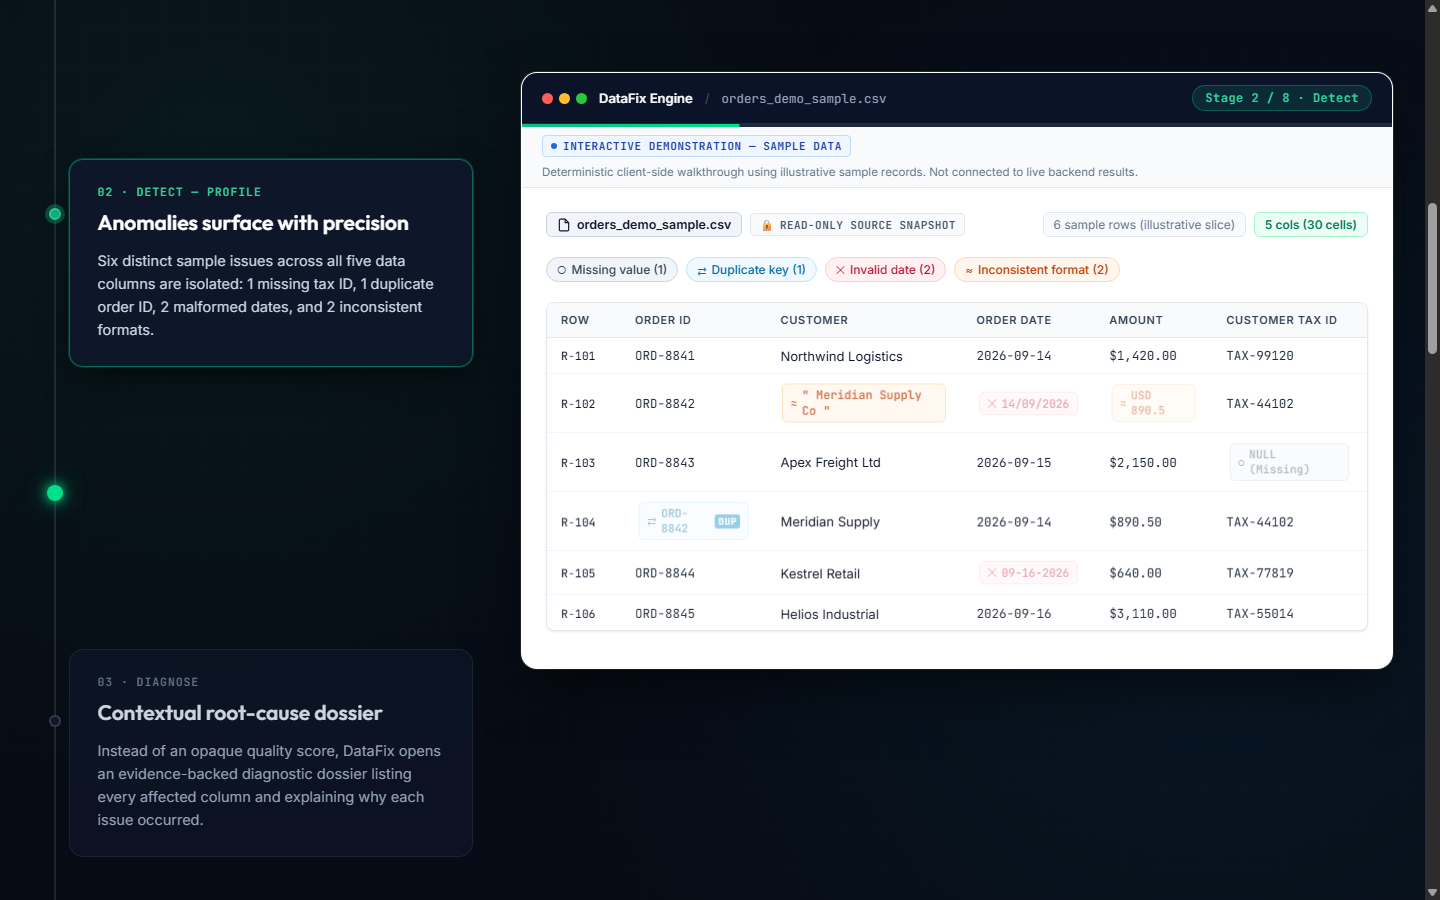 02 · DETECT — PROFILE
Anomalies surface with precision
Six distinct sample issues across all five data
columns are isolated: 1 missing tax ID, 1 duplicate
order ID, 2 malformed dates, and 2 inconsistent
formats.
03 · DIAGNOSE
Contextual root-cause dossier
Instead of an opaque quality score, DataFix opens
an evidence-backed diagnostic dossier listing
every affected column and explaining why each
issue occurred.
DataFix Engine / orders_demo_sample.csv Stage 2 / 8 · Detect
INTERACTIVE DEMONSTRATION — SAMPLE DATA
Deterministic client-side walkthrough using illustrative sample records. Not connected to live backend results.
orders_demo_sample.csv READ-ONLY SOURCE SNAPSHOT 6 sample rows (illustrative slice) 5 cols (30 cells)
○ Missing value (1) ⇄ Duplicate key (1) ✕ Invalid date (2) ≈ Inconsistent format (2)
ROW ORDER ID CUSTOMER ORDER DATE AMOUNT CUSTOMER TAX ID
R-101 ORD-8841 Northwind Logistics 2026-09-14 $1,420.00 TAX-99120
R-102 ORD-8842 ≈ " Meridian Supply Co " ✕ 14/09/2026 ≈ USD 890.5 TAX-44102
R-103 ORD-8843 Apex Freight Ltd 2026-09-15 $2,150.00 ○ NULL (Missing)
R-104 ⇄ ORD-8842 DUP Meridian Supply 2026-09-14 $890.50 TAX-44102
R-105 ORD-8844 Kestrel Retail ✕ 09-16-2026 $640.00 TAX-77819
R-106 ORD-8845 Helios Industrial 2026-09-16 $3,110.00 TAX-55014